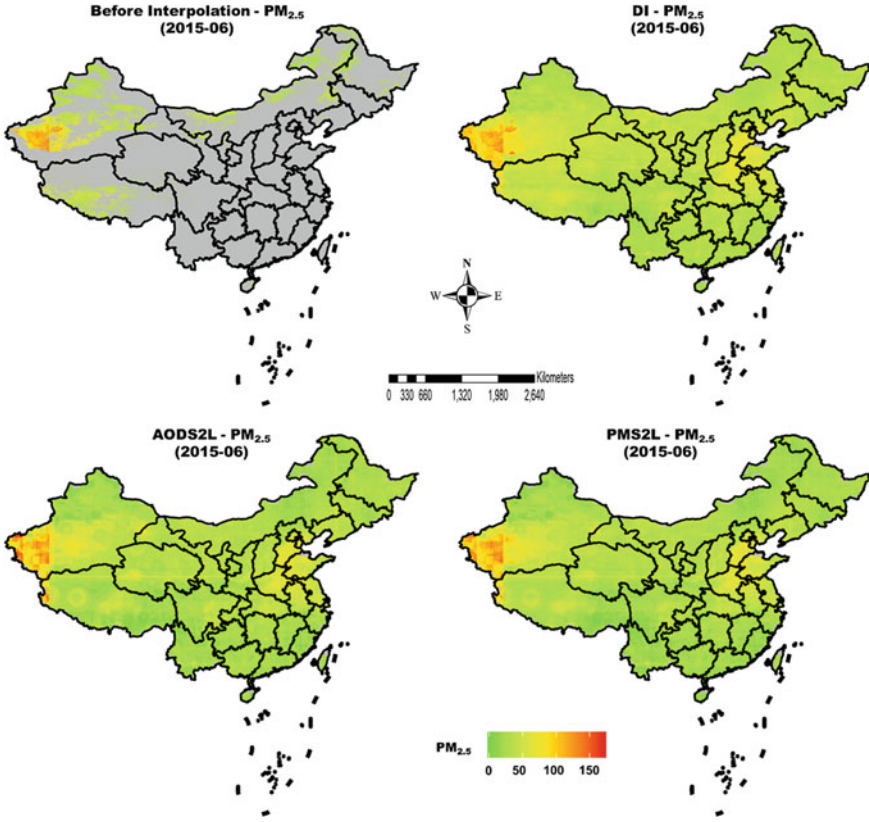 Before Interpolation - PM2.5
(2015-06)
DI - PM2.5
(2015-06)
N
W E
S
Kilometers
0 330 660 1,320 1,980 2,640
AODS2L - PM2.5
(2015-06)
PMS2L - PM2.5
(2015-06)
PM2.5
0 50 100 150